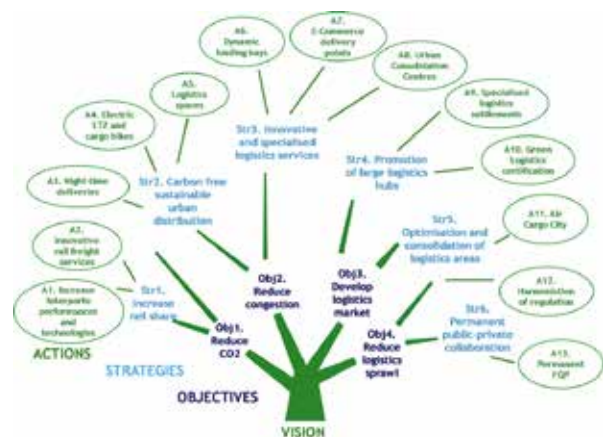 A6.
Dynamic
loading bays
A7.
E-Commerce
delivery
points
A8. Urban
Consolidation
Centres
A5.
Logistics
spaces
A9. Specialised
logistics
settlements
A4. Electric
LTZ and
cargo bikes
Str3. Innovative
and specialised
logistics services
Str4. Promotion
of large logistics
hubs
A10. Green
Logistics
certification
A3. Night-time
deliveries
Str2. Carbon free
sustainable
urban
distribution
A11. Air
Cargo City
Str5.
Optimisation and
consolidation of
logistics areas
A2.
Innovative
rail freight
services
Obj2.
Reduce
congestion
Obj3.
Develop
logistics
market
A12.
Harmonistion
of regulation
A1. Increase
Interports
performance and
technologies
Str1.
Increase
rail share
Obj1.
Reduce
CO2
Obj4.
Reduce
logistics
sprawl
Str6.
Permanent
public-private
collaboration
A13.
Permanent
FQP
ACTIONS
STRATEGIES
OBJECTIVES
VISION